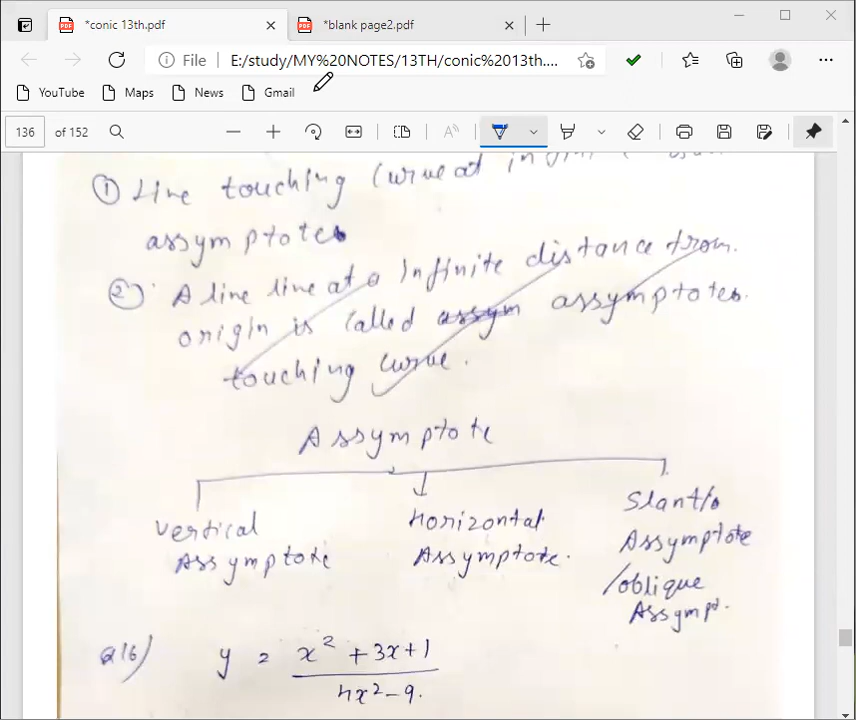 *conic 13th.pdf
*blank page2.pdf
File E:/study/MY%20NOTES/13TH/conic%2013th....
YouTube Maps News Gmail
136 of 152
① Line touching curve at
assymptotes
② A line line at a infinite distance from
origin is called assym assymptotes.
touching curve.
Assymptote
vertical
Assymptote
Horizontal
Assymptote.
Slant/o
Assymptote
/oblique
Assympt.
Q16) y = x² + 3x + 1
4x² - 9.